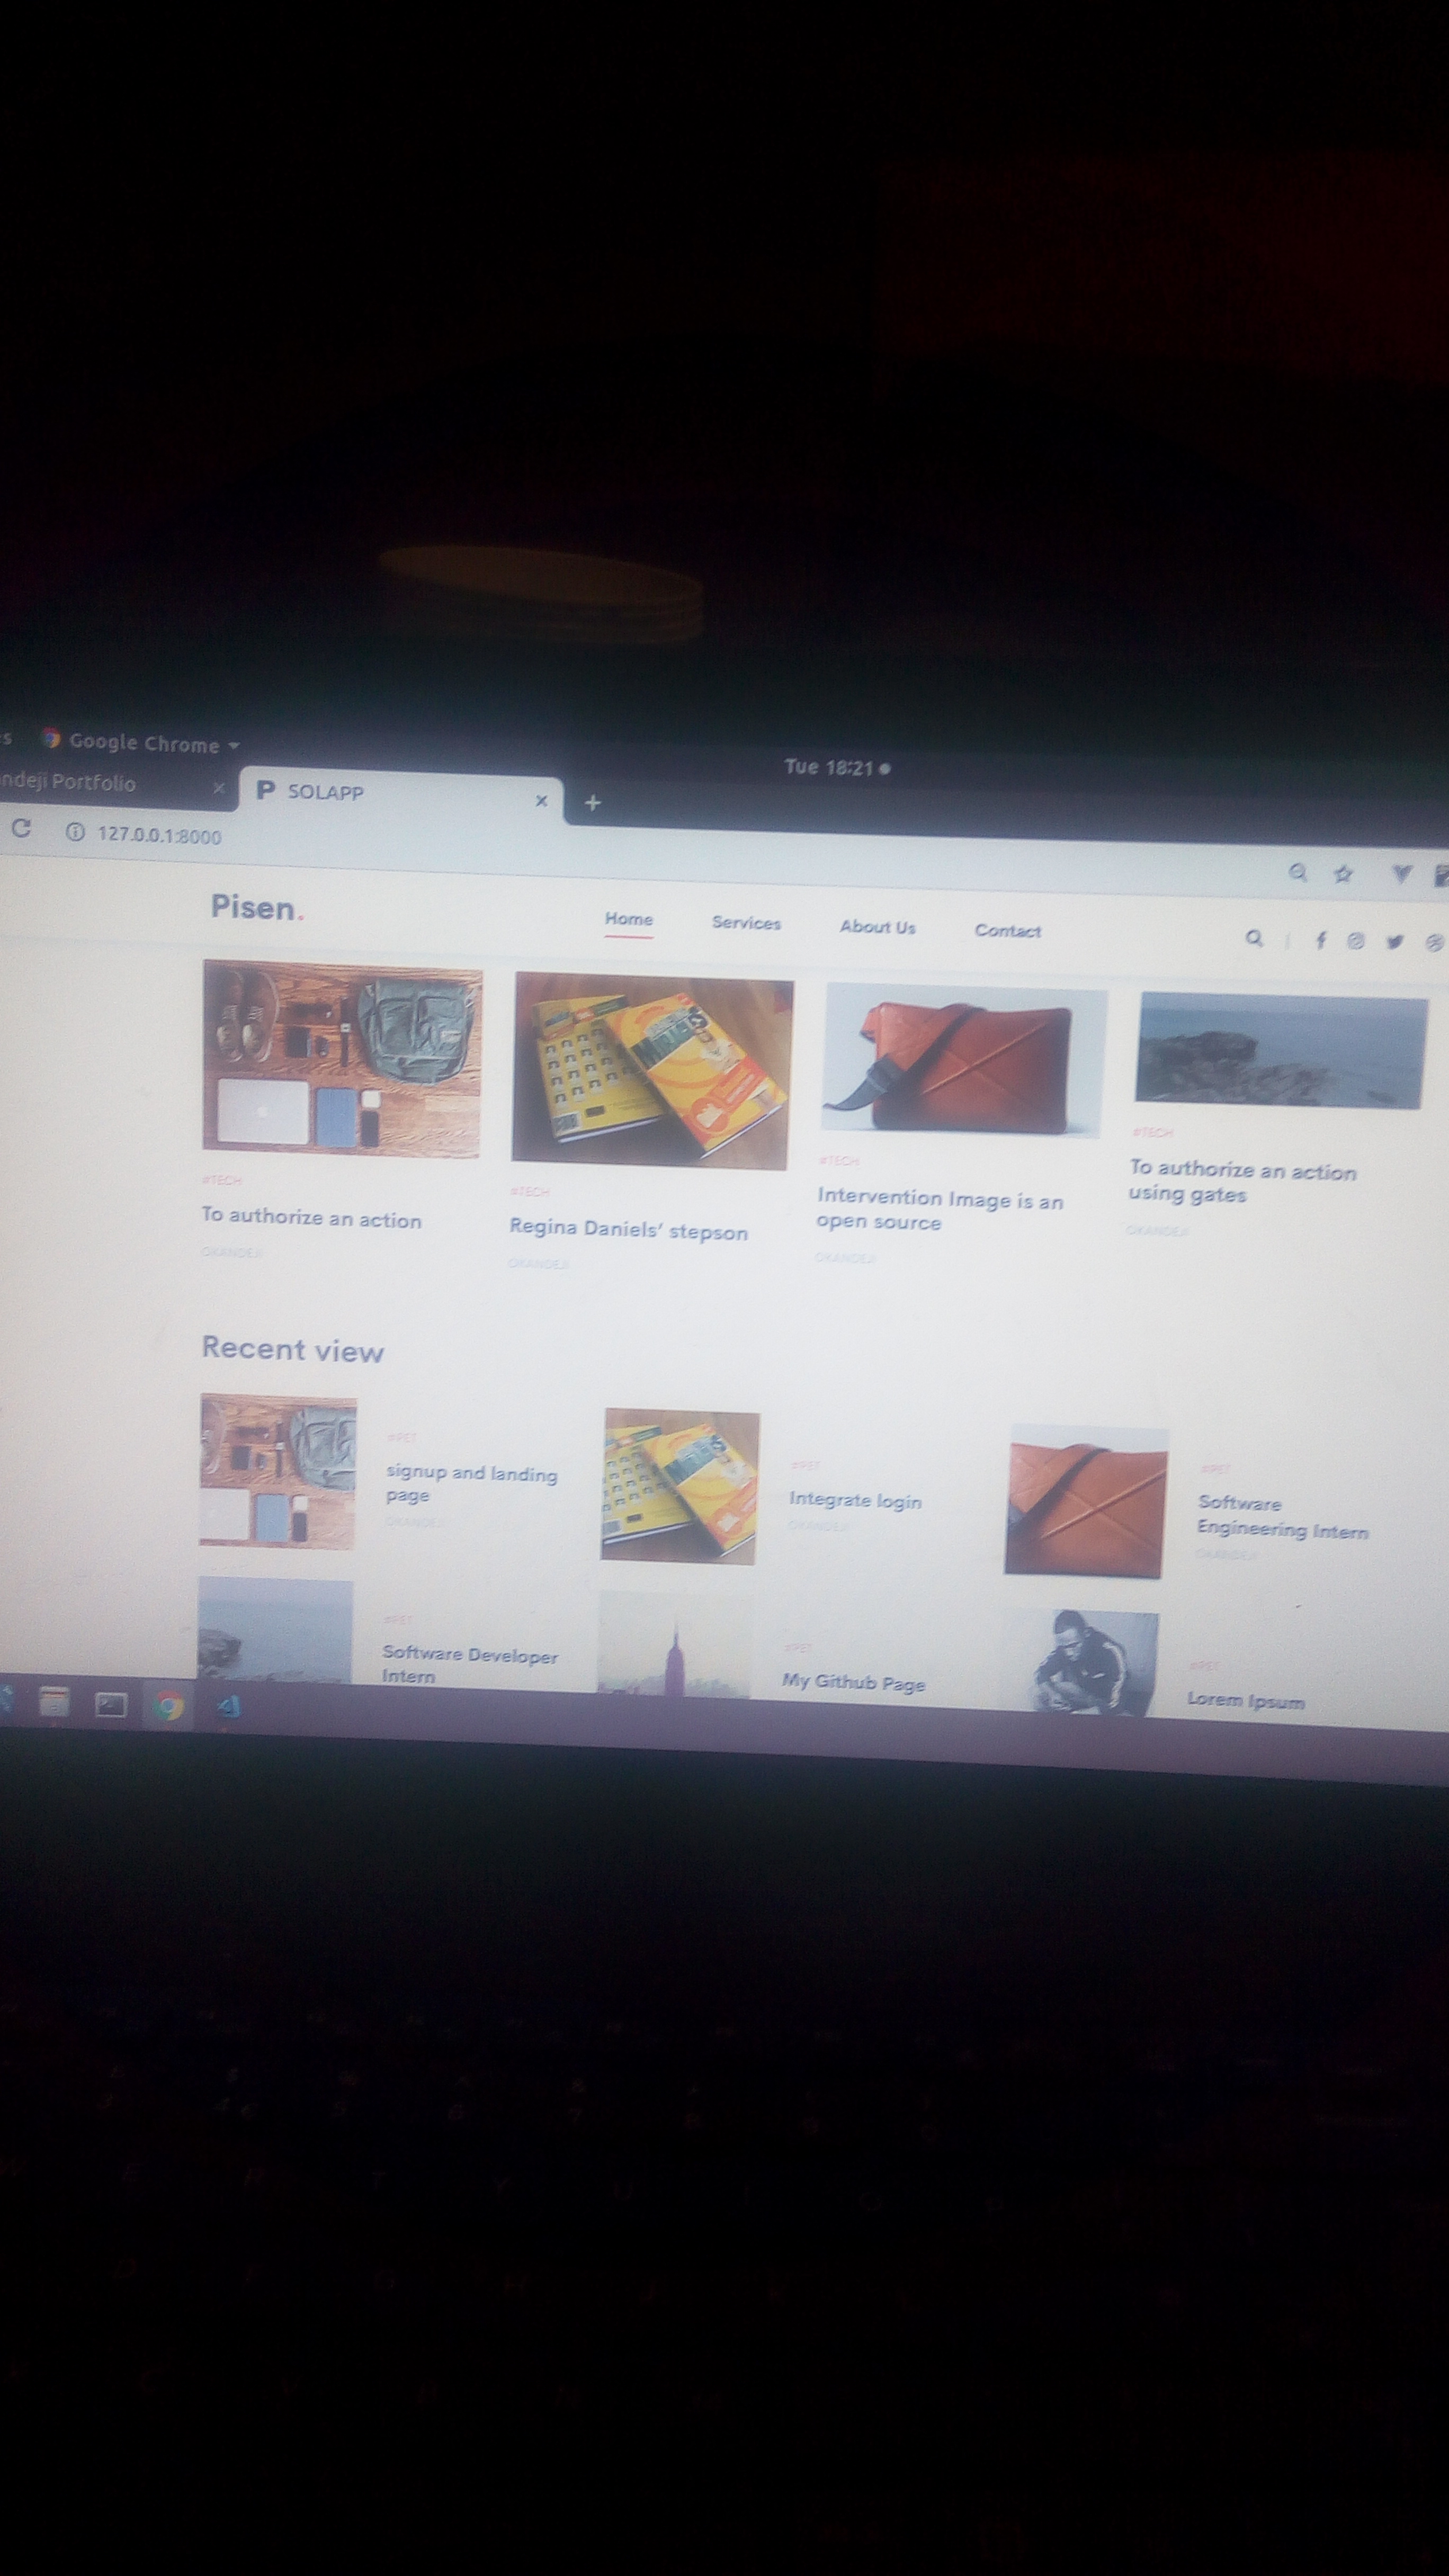 Google Chrome
Tue 18:21
ndeji Portfolio
SOLAPP
127.0.0.1:8000
Pisen.
Home
Services
About Us
Contact
#TECH
To authorize an action
OKANDEJI
#TECH
Regina Daniels' stepson
OKANDEJI
#TECH
Intervention Image is an
open source
OKANDEJI
#TECH
To authorize an action
using gates
OKANDEJI
Recent view
#PET
signup and landing
page
OKANDEJI
#PET
Integrate login
OKANDEJI
#PET
Software
Engineering Intern
OKANDEJI
#PET
Software Developer
Intern
#PET
My Github Page
#PET
Lorem Ipsum